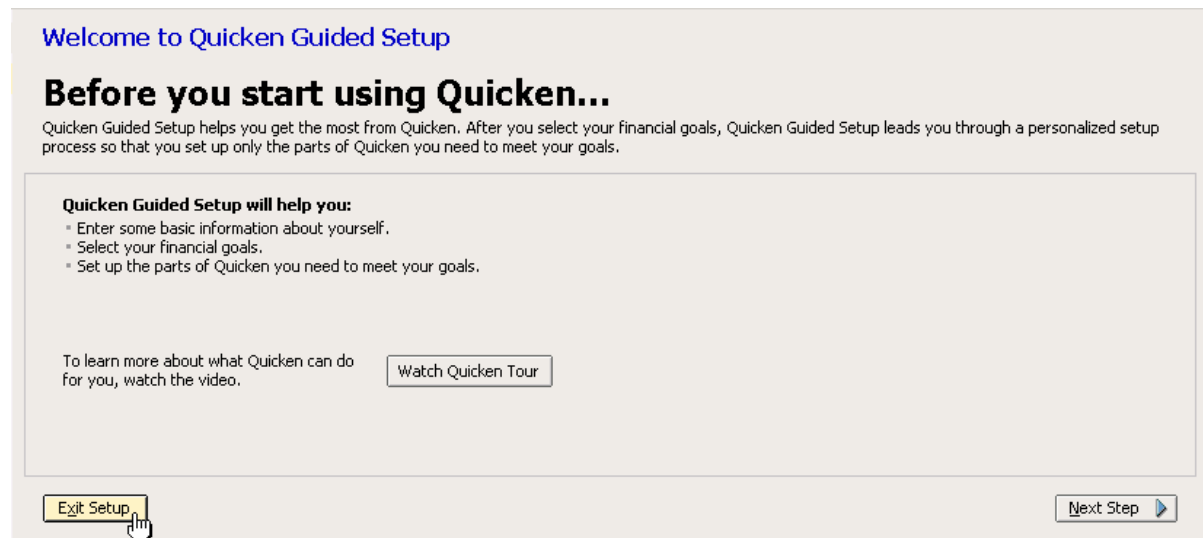 Welcome to Quicken Guided Setup
Before you start using Quicken...
Quicken Guided Setup helps you get the most from Quicken. After you select your financial goals, Quicken Guided Setup leads you through a personalized setup
process so that you set up only the parts of Quicken you need to meet your goals.
Quicken Guided Setup will help you:
▪ Enter some basic information about yourself.
▪ Select your financial goals.
▪ Set up the parts of Quicken you need to meet your goals.
To learn more about what Quicken can do
for you, watch the video.
Watch Quicken Tour
Exit Setup
Next Step